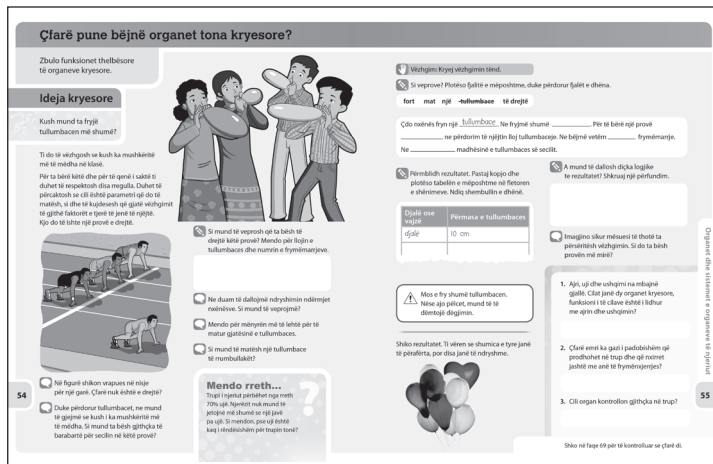 Çfarë pune bëjnë organet tona kryesore?
Zbulo funksionet thelbësore
të organeve kryesore.
Ideja kryesore
Kush mund ta fryjë
tullumbacen më shumë?
Ti do të vëzhgosh se kush ka mushkëritë
më të mëdha në klasë.
Për ta bërë këtë dhe për të qenë i saktë ti
duhet të respektosh disa rregulla. Duhet të
përcaktosh se cili është parametri që do të
matësh, si dhe të kujdesesh që gjatë vëzhgimit
të gjithë faktorët e tjerë të jenë të njëjtë.
Kjo do të ishte një provë e drejtë.
Në figurë shikon vrapues në nisje
për një garë. Çfarë nuk është e drejtë?
Duke përdorur tullumbacet, ne mund
të gjejmë se kush i ka mushkëritë më
të mëdha. Si mund ta bësh gjithçka të
barabartë për secilin në këtë provë?
54
Si mund të veprosh që ta bësh të
drejtë këtë provë? Mendo për llojin e
tullumbaces dhe numrin e frymëmarrjeve.
Ne duam të dallojmë ndryshimin ndërmjet
nxënësve. Si mund të veprojmë?
Mendo për mënyrën më të lehtë për të
matur gjatësinë e tullumbaces.
Si mund të matësh një tullumbace
të rrumbullakët?
Mendo rreth...
Trupi i njeriut përbëhet nga rreth
70% ujë. Njerëzit nuk mund të
jetojnë më shumë se një javë
pa ujë. Si mendon, pse uji është
kaq i rëndësishëm për trupin tonë?
?
Vëzhgim: Kryej vëzhgimin tënd.
Si veprove? Plotëso fjalitë e mëposhtme, duke përdorur fjalët e dhëna.
fort mat një tullumbace të drejtë
Çdo nxënës fryn një tullumbace. Ne fryjmë shumë ________. Për të bërë një provë
________, ne përdorim të njëjtin lloj tullumbaceje. Ne bëjmë vetëm ________ frymëmarrje.
Ne ________ madhësinë e tullumbaces së secilit.
Përmblidh rezultatet. Pastaj kopjo dhe
plotëso tabelën e mëposhtme në fletoren
e shënimeve. Ndiq shembullin e dhënë.
Djalë ose
vajzë
Përmasa e tullumbaces
djalë
10 cm
Mos e fry shumë tullumbacen.
Nëse ajo pëlcet, mund të të
dëmtojë dëgjimin.
Shiko rezultatet. Ti vëren se shumica e tyre janë
të përafërta, por disa janë të ndryshme.
A mund të dallosh diçka logjike
te rezultatet? Shkruaj një përfundim.
Imagjino sikur mësuesi të thotë ta
përsëritësh vëzhgimin. Si do ta bësh
provën më mirë?
1. Ajri, uji dhe ushqimi na mbajnë
gjallë. Cilat janë dy organet kryesore,
funksioni i të cilave është i lidhur
me ajrin dhe ushqimin?
2. Çfarë emri ka gazi i padobishëm që
prodhohet në trup dhe që nxirret
jashtë me anë të frymënxjerrjes?
3. Cili organ kontrollon gjithçka në trup?
Shko në faqe 69 për të kontrolluar se çfarë di.
Organet dhe sistemet e organeve të njeriut
55